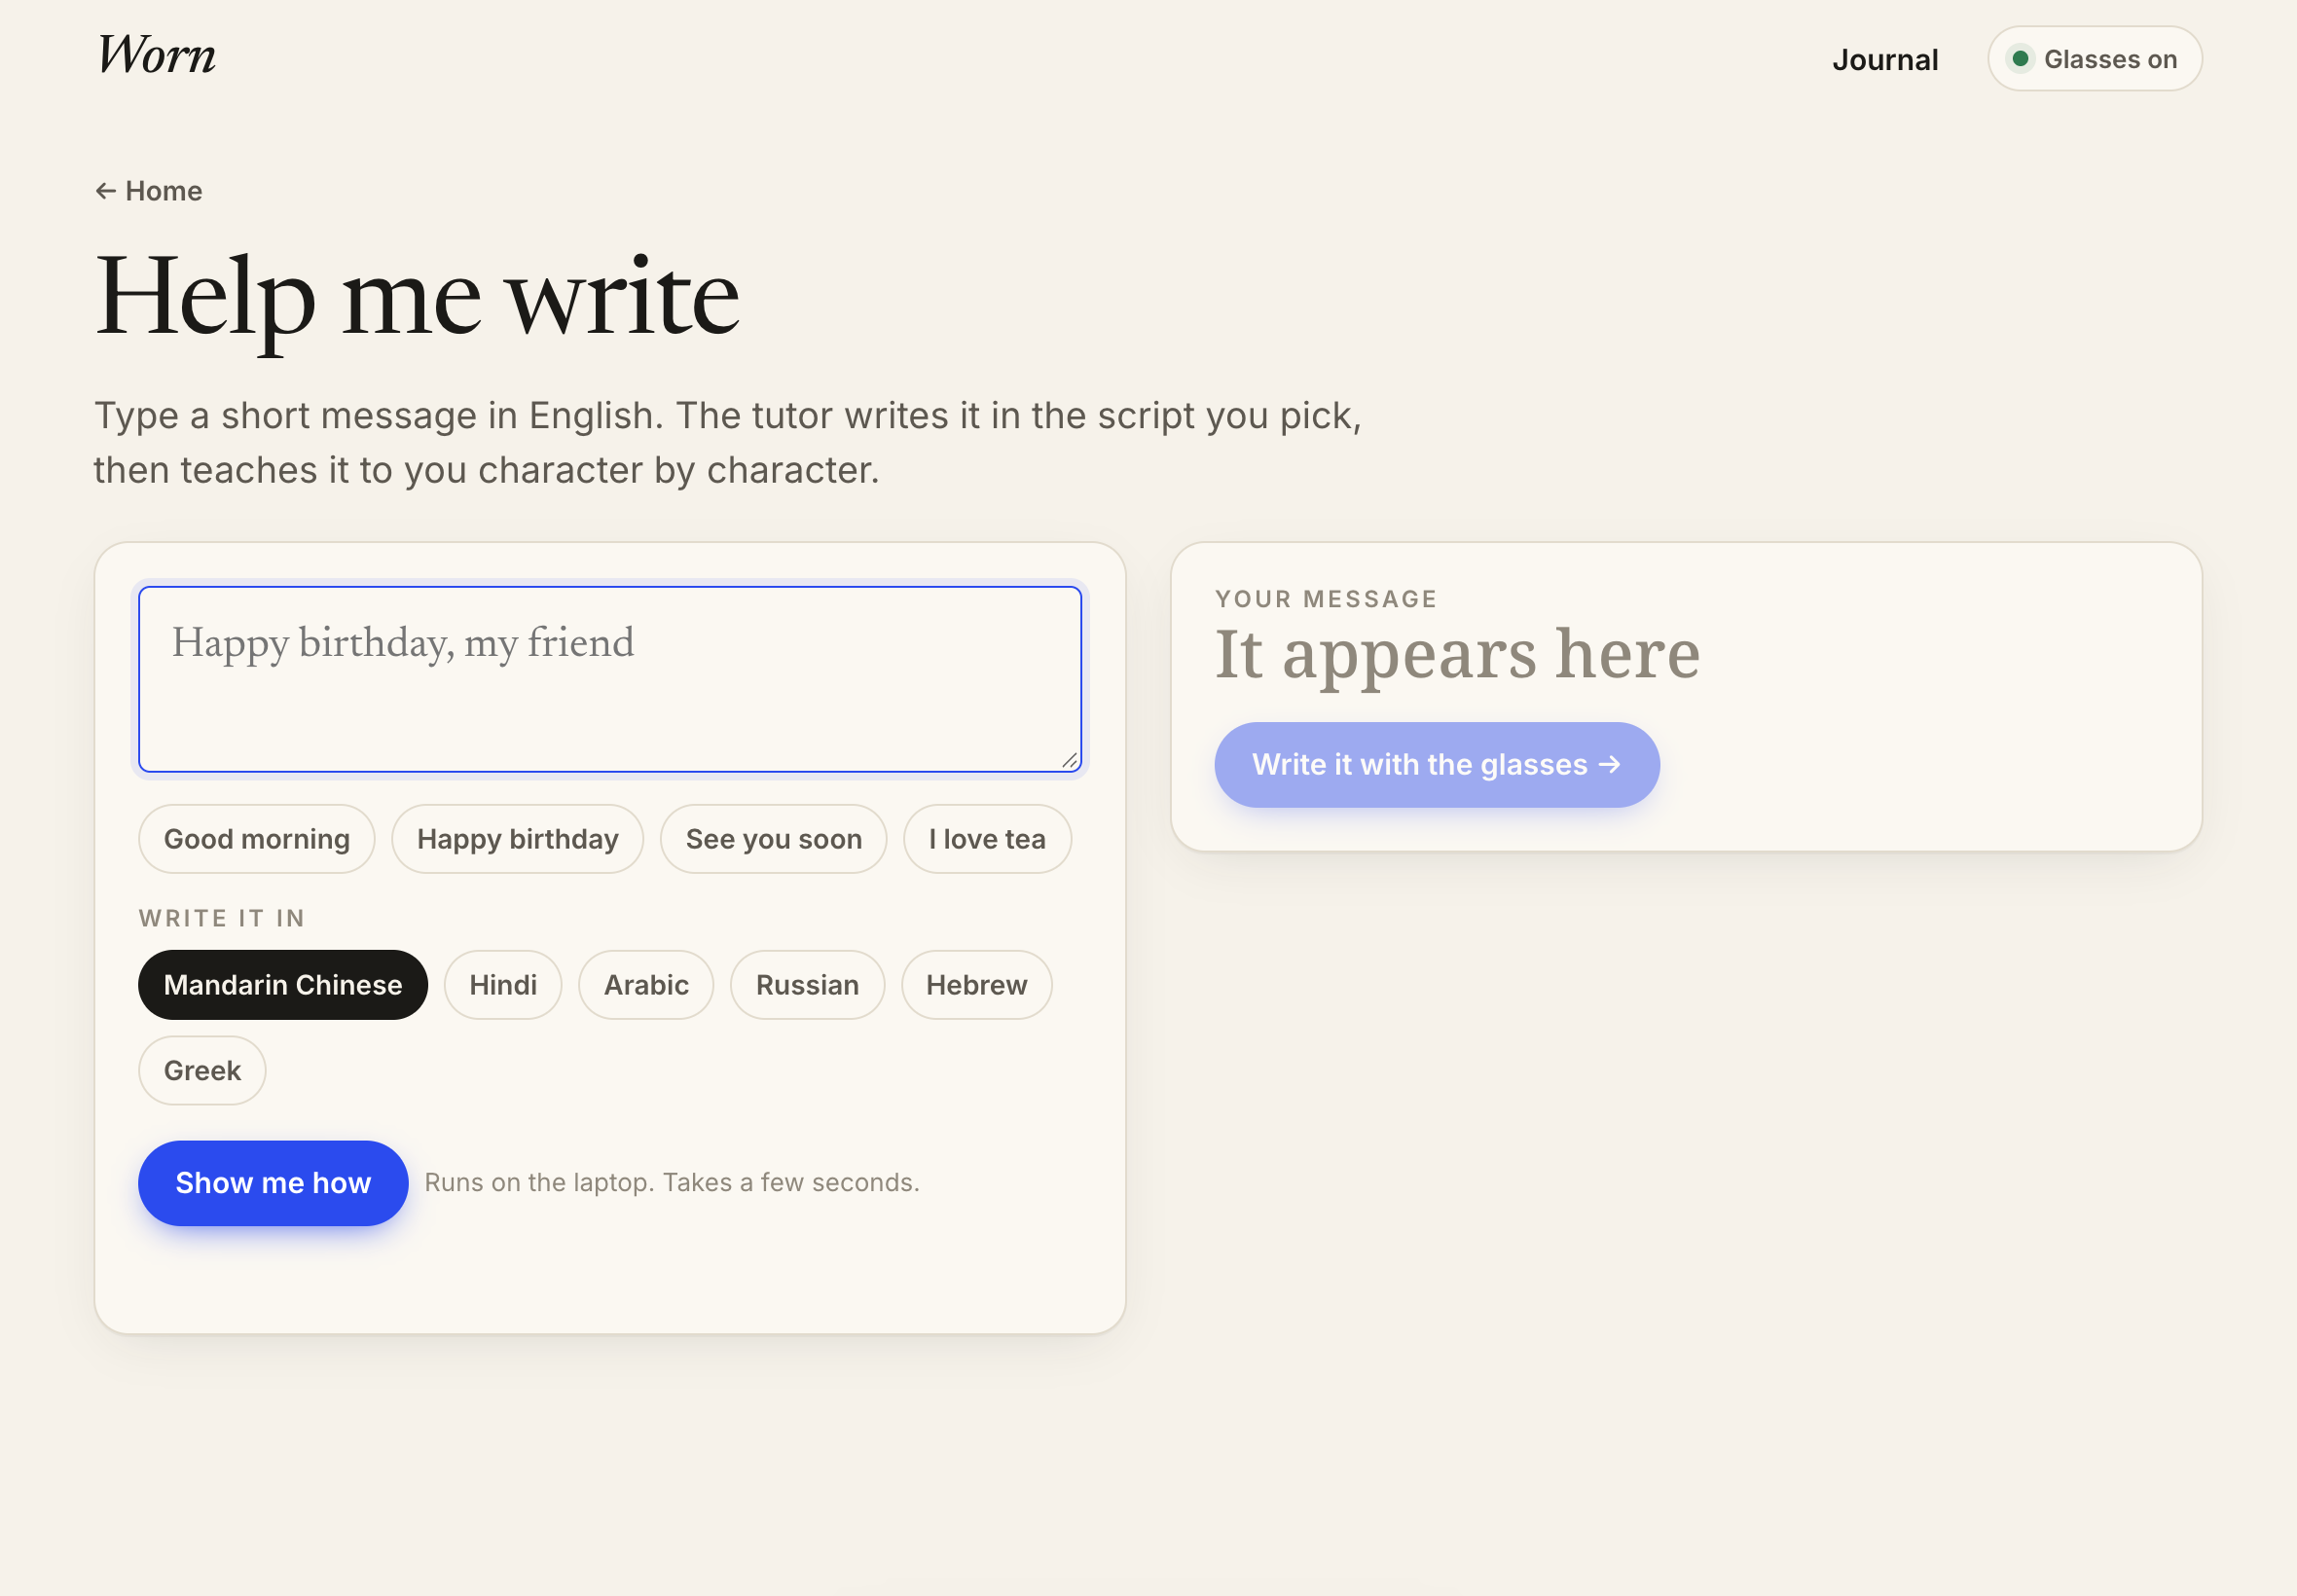 Worn
Journal
Glasses on
← Home
Help me write
Type a short message in English. The tutor writes it in the script you pick,
then teaches it to you character by character.
Happy birthday, my friend
Good morning
Happy birthday
See you soon
I love tea
WRITE IT IN
Mandarin Chinese
Hindi
Arabic
Russian
Hebrew
Greek
Show me how
Runs on the laptop. Takes a few seconds.
YOUR MESSAGE
It appears here
Write it with the glasses →